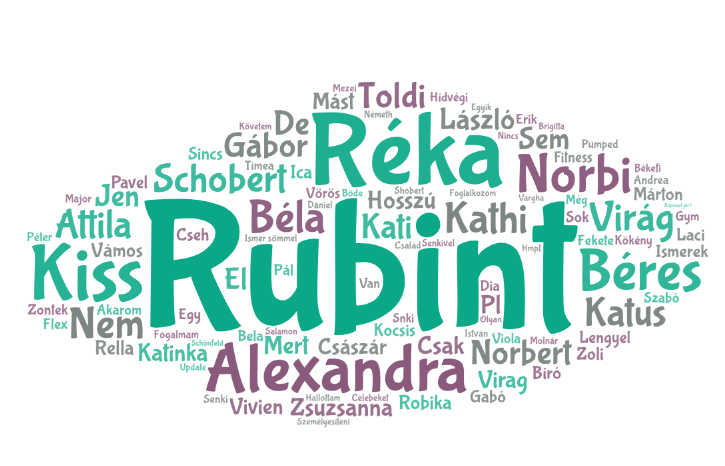 Mezei
Mást Toldi Hídvégi
Egyik
Németh
Követem De László Erik Brigitta
Nincs
Sincs Gábor Réka Sem Pumped
Timea Fitness Békefi
Pavel Schobert Ica Norbi Andrea
Major Jen Vörös Böde Shobert Foglalkozom Márton
Hosszú Vargha Még
Attila Béla Dániel Kati Kathi Sok Virág Gym
Péter Cseh Ismer sömmel Család Senkivel Fekete Kökény Laci
Vámos Hmpf Ismerek
Kiss Rubint Béres
El Pál Van Dia
Zontek Akarom Egy Pl Szabó
Flex Nem Snki Olyan Katus
Fogalmam Bela Salamon Kocsis István Viola Molnár Lengyel
Rella Katinka Schönfeld Mert Császár Csak Norbert Zoli
Update Alexandra Virag Bíró
Senki Hallottam Celebeket Gabó
Vivien Zsuzsanna Robika
Személyesíteni